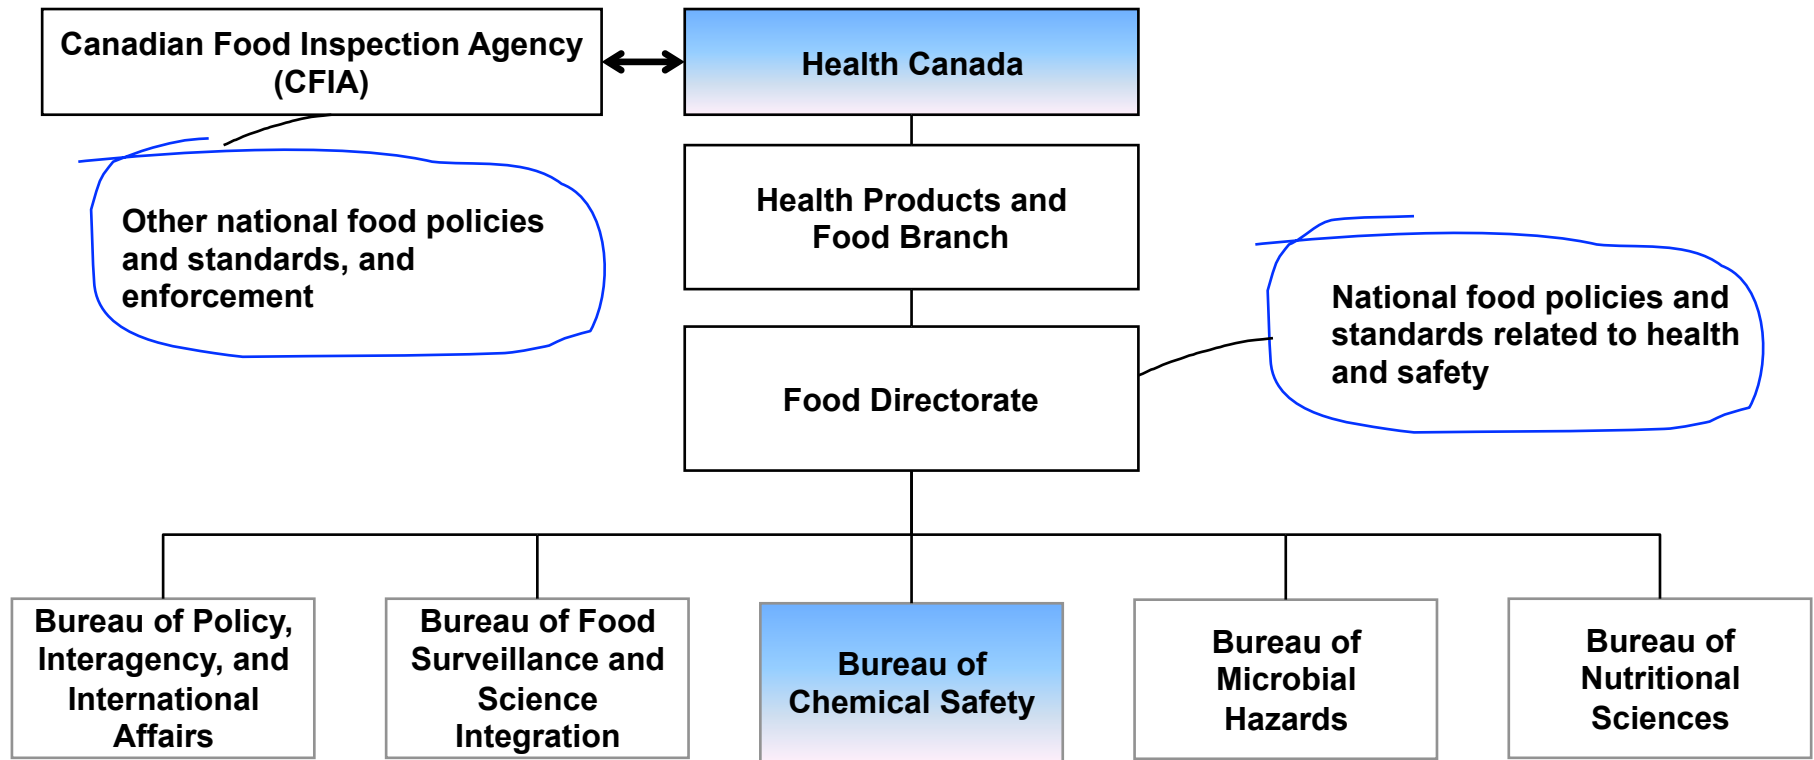 Canadian Food Inspection Agency
(CFIA)
Health Canada
Health Products and
Food Branch
Other national food policies
and standards, and
enforcement
National food policies and
standards related to health
and safety
Food Directorate
Bureau of Policy,
Interagency, and
International
Affairs
Bureau of Food
Surveillance and
Science
Integration
Bureau of
Chemical Safety
Bureau of
Microbial
Hazards
Bureau of
Nutritional
Sciences